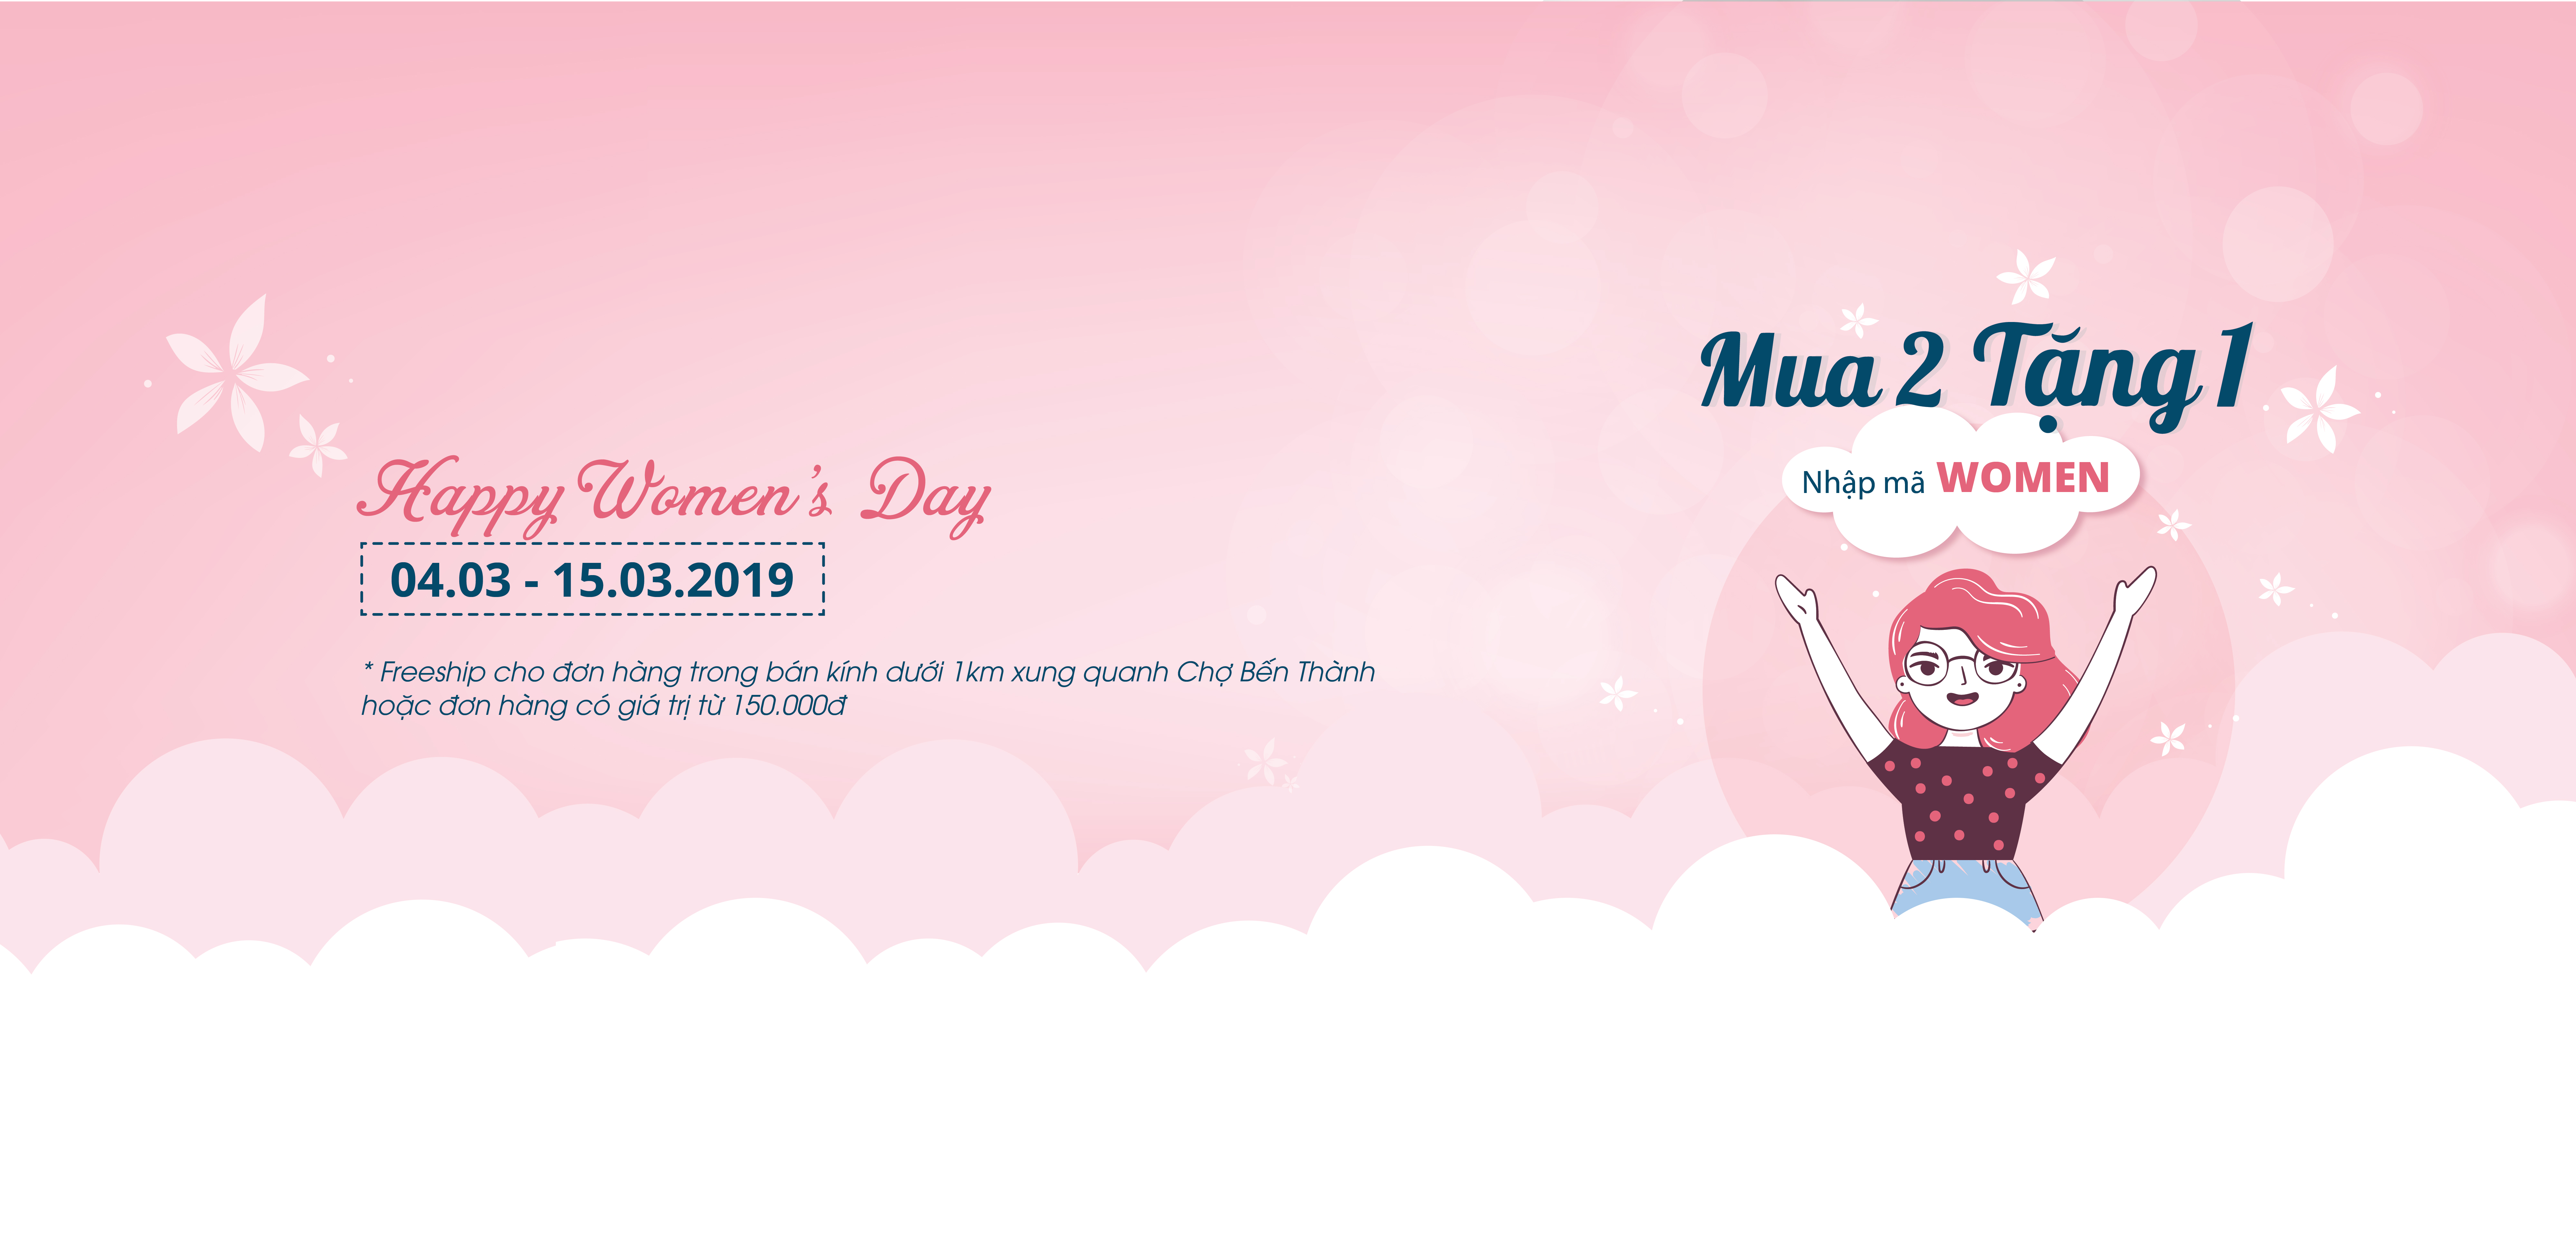 Happy Women's Day
04.03 - 15.03.2019
* Freeship cho đơn hàng trong bán kính dưới 1km xung quanh Chợ Bến Thành
hoặc đơn hàng có giá trị từ 150.000đ
Mua 2 Tặng 1
Nhập mã WOMEN